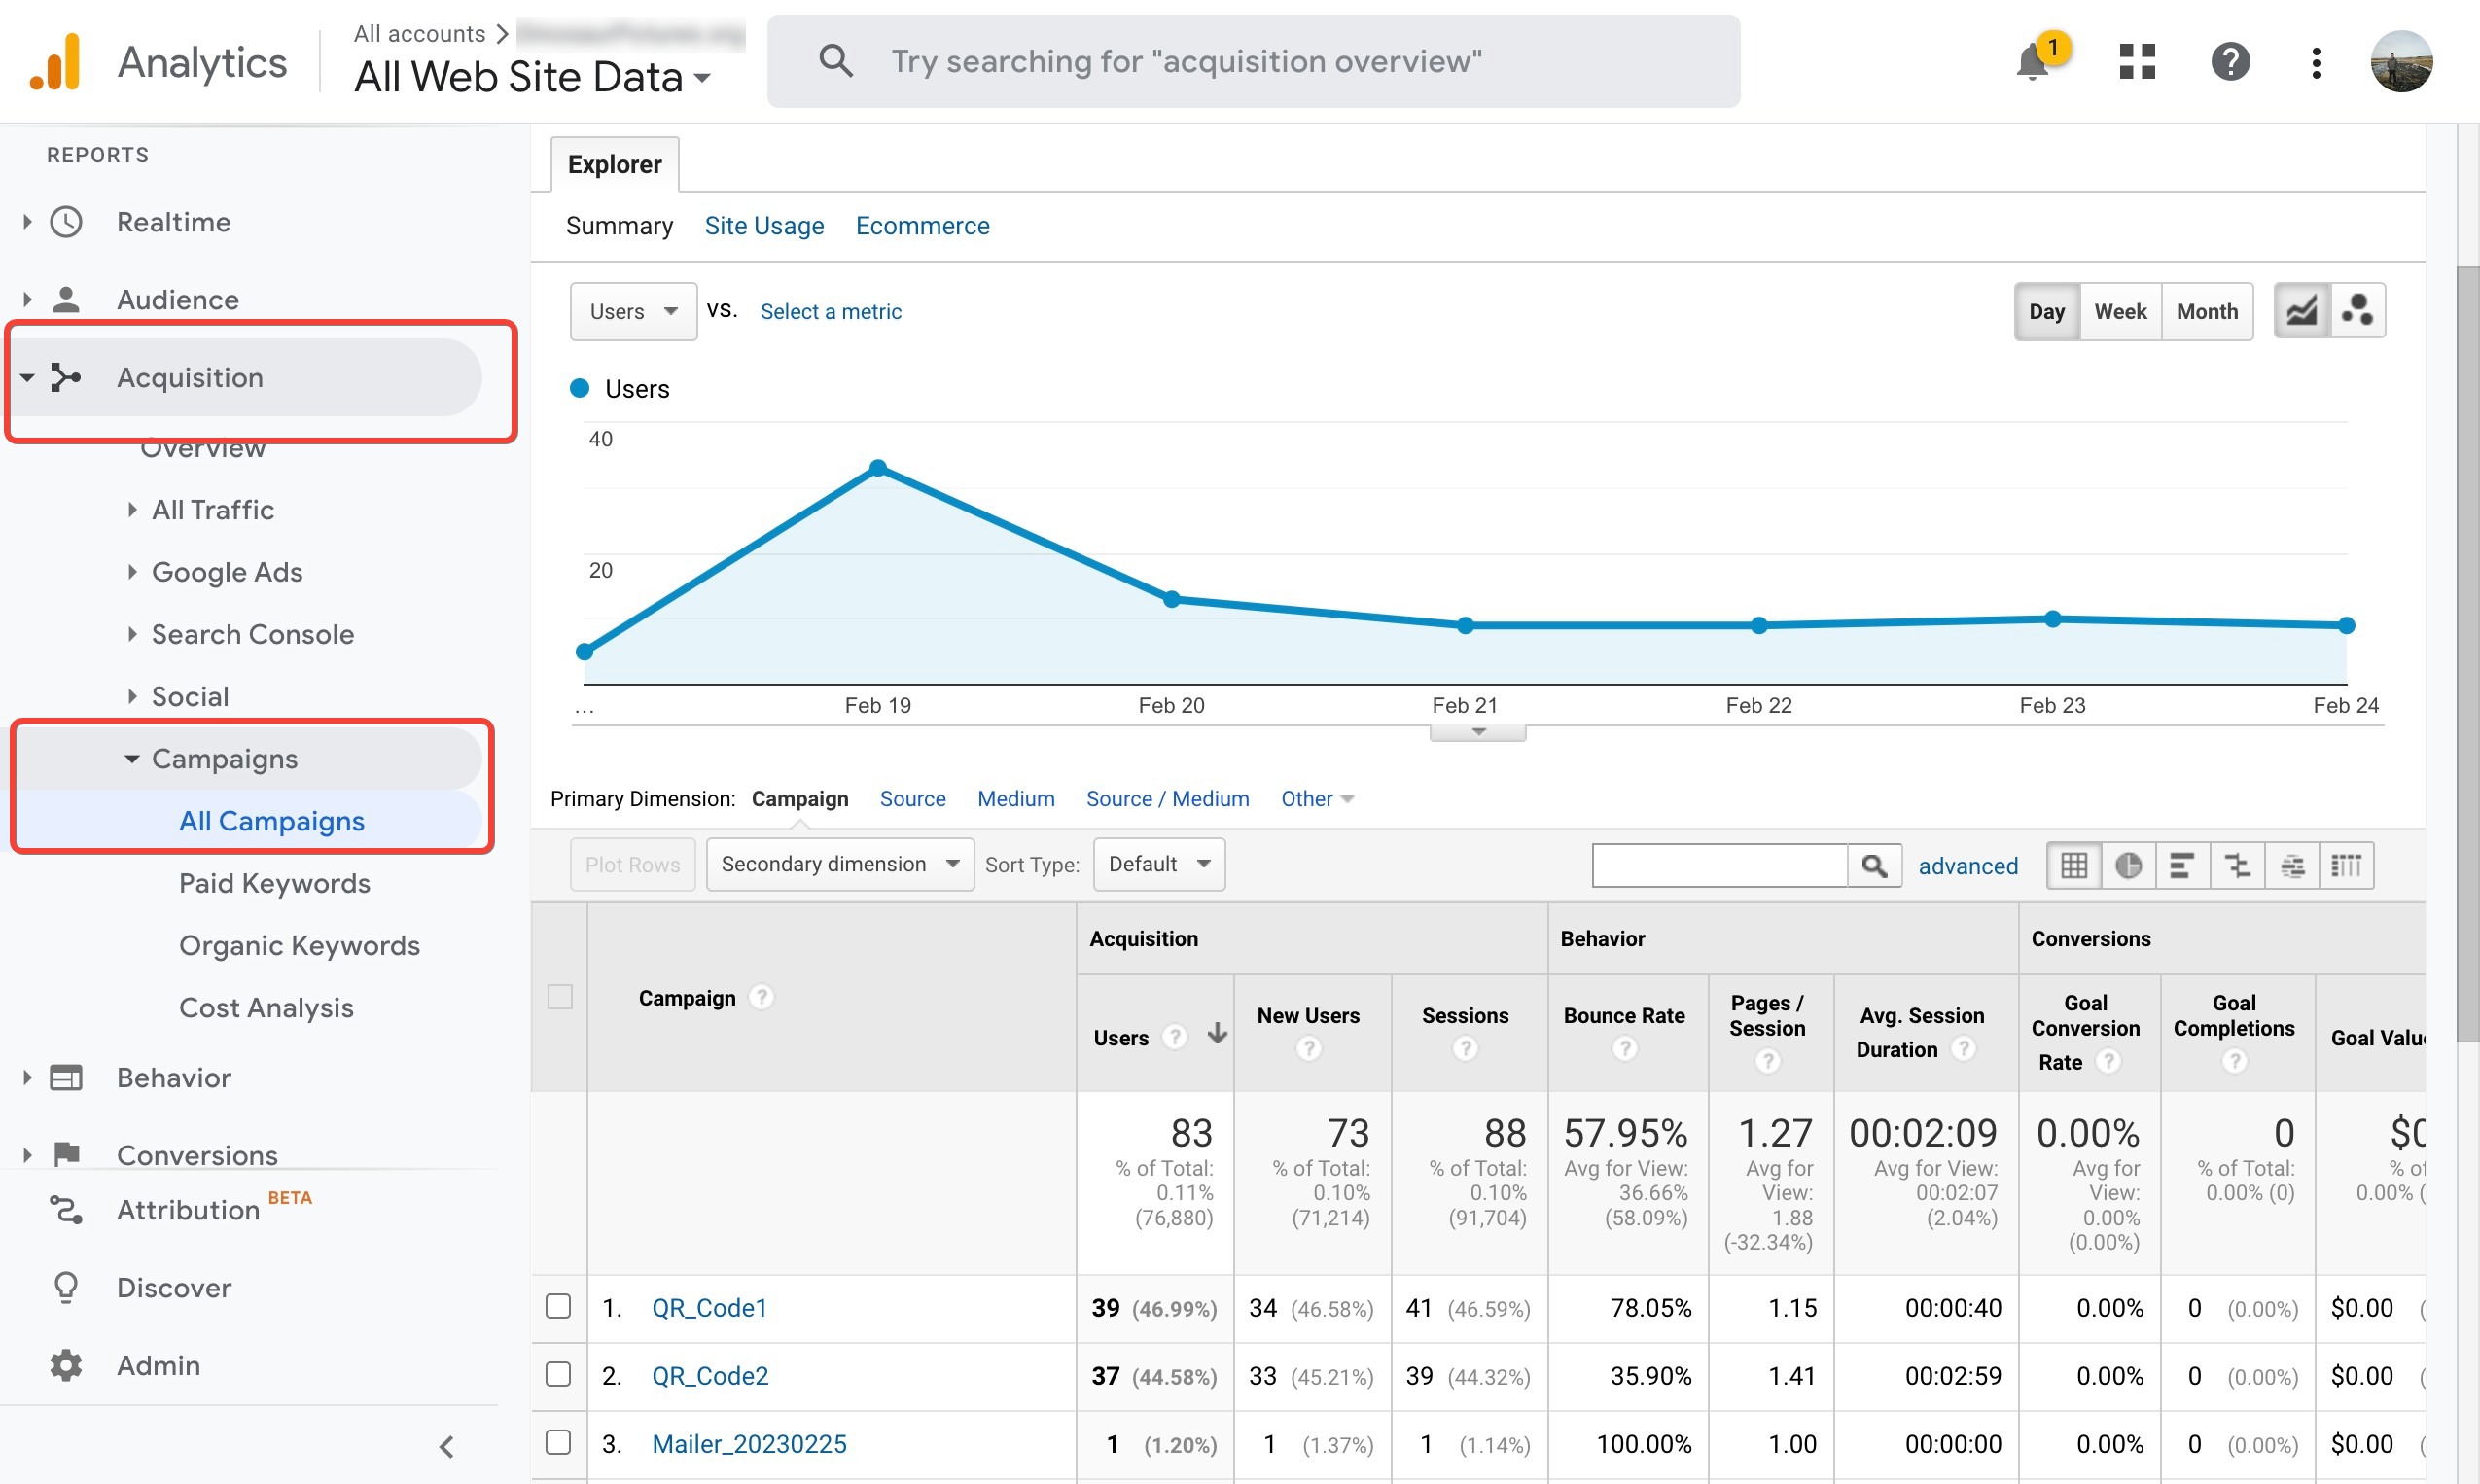 Analytics
All accounts >
All Web Site Data
Try searching for "acquisition overview"
1
REPORTS
Realtime
Audience
Acquisition
Overview
All Traffic
Google Ads
Search Console
Social
Campaigns
All Campaigns
Paid Keywords
Organic Keywords
Cost Analysis
Behavior
Conversions
Attribution BETA
Discover
Admin
Explorer
Summary Site Usage Ecommerce
Users VS. Select a metric
Day Week Month
Users
40
20
... Feb 19 Feb 20 Feb 21 Feb 22 Feb 23 Feb 24
Primary Dimension: Campaign Source Medium Source / Medium Other
Plot Rows Secondary dimension Sort Type: Default advanced
Acquisition Behavior Conversions
Campaign ?
Users ?
New Users ?
Sessions ?
Bounce Rate ?
Pages / Session ?
Avg. Session Duration ?
Goal Conversion Rate ?
Goal Completions ?
Goal
83 % of Total: 0.11% (76,880)
73 % of Total: 0.10% (71,214)
88 % of Total: 0.10% (91,704)
57.95% Avg for View: 36.66% (58.09%)
1.27 Avg for View: 1.88 (-32.34%)
00:02:09 Avg for View: 00:02:07 (2.04%)
0.00% Avg for View: 0.00% (0.00%)
0 % of Total: 0.00% (0)
% of
0.00% (
1. QR_Code1 39 (46.99%) 34 (46.58%) 41 (46.59%) 78.05% 1.15 00:00:40 0.00% 0 (0.00%) $0.00 (
2. QR_Code2 37 (44.58%) 33 (45.21%) 39 (44.32%) 35.90% 1.41 00:02:59 0.00% 0 (0.00%) $0.00 (
3. Mailer_20230225 1 (1.20%) 1 (1.37%) 1 (1.14%) 100.00% 1.00 00:00:00 0.00% 0 (0.00%) $0.00 (